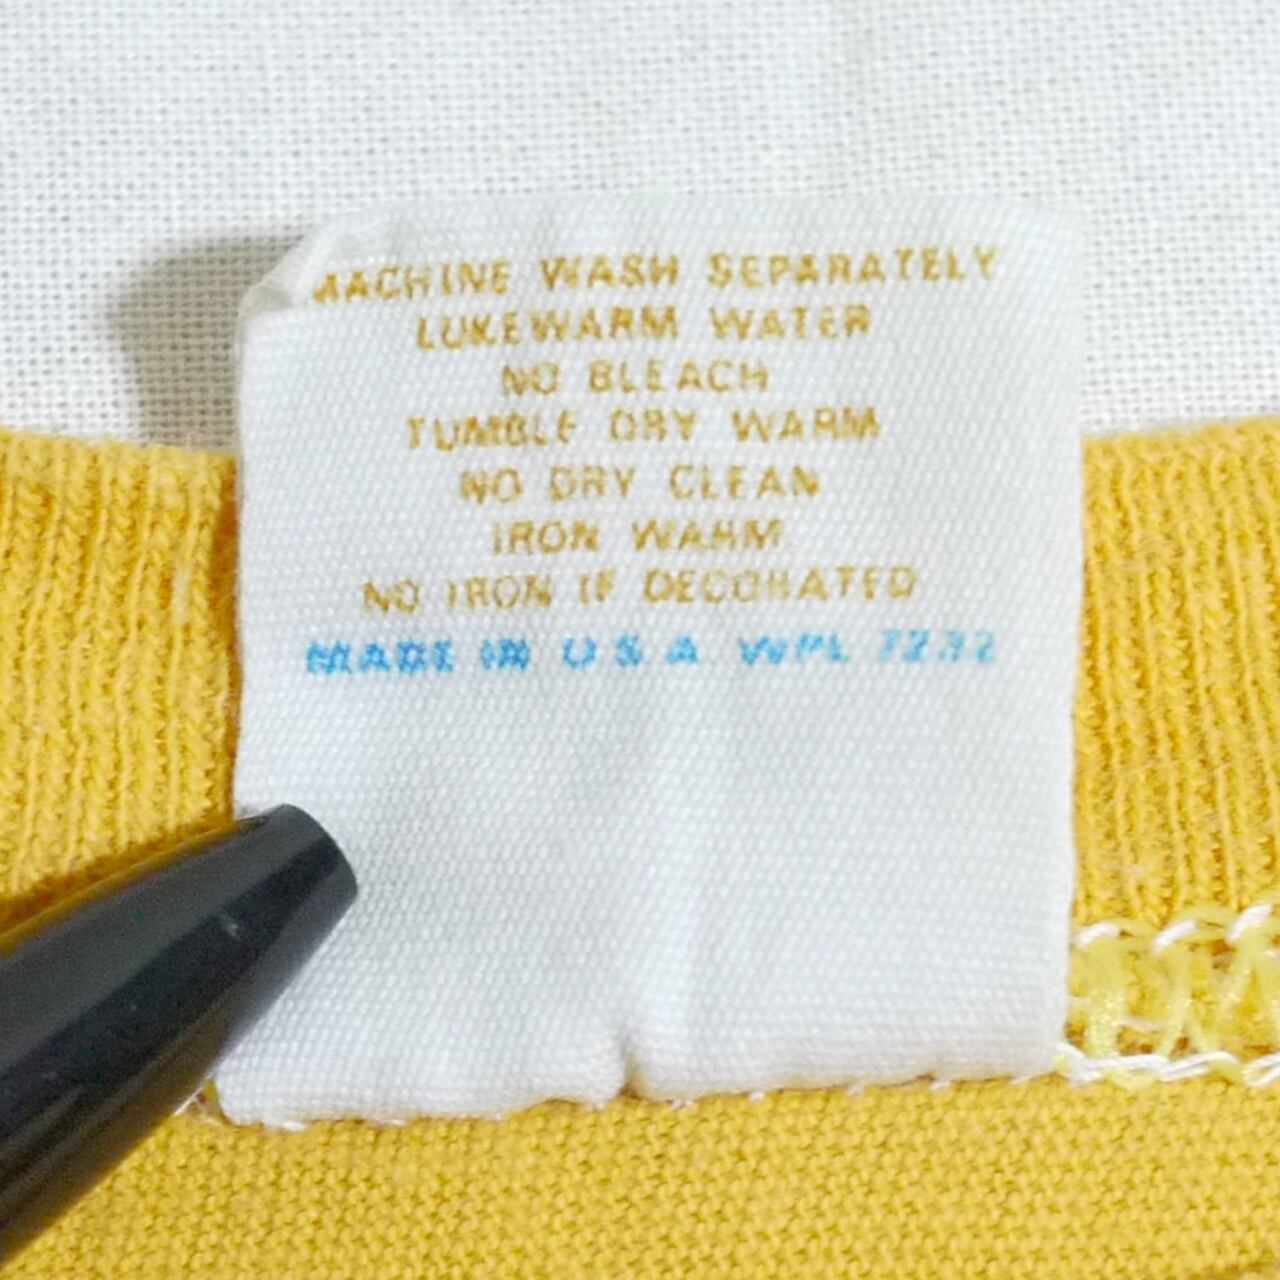 MACHINE WASH SEPARATELY
LUKEWARM WATER
NO BLEACH
TUMBLE DRY WARM
NO DRY CLEAN
IRON WARM
NO IRON IF DECORATED
MADE IN U S A WPL 7232